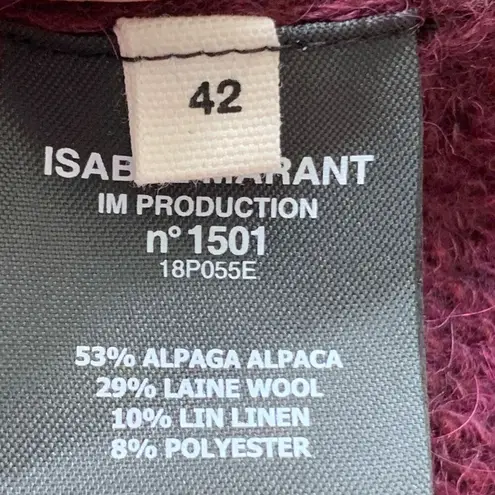 42
ISAB MARANT
IM PRODUCTION
n° 1501
18P055E
53% ALPAGA ALPACA
29% LAINE WOOL
10% LIN LINEN
8% POLYESTER